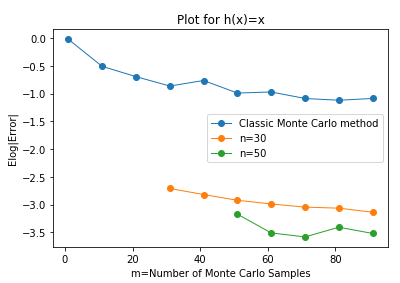 Plot for h(x)=x
Elog|Error|
0.0
−0.5
−1.0
−1.5
−2.0
−2.5
−3.0
−3.5
Classic Monte Carlo method
n=30
n=50
0 20 40 60 80
m=Number of Monte Carlo Samples